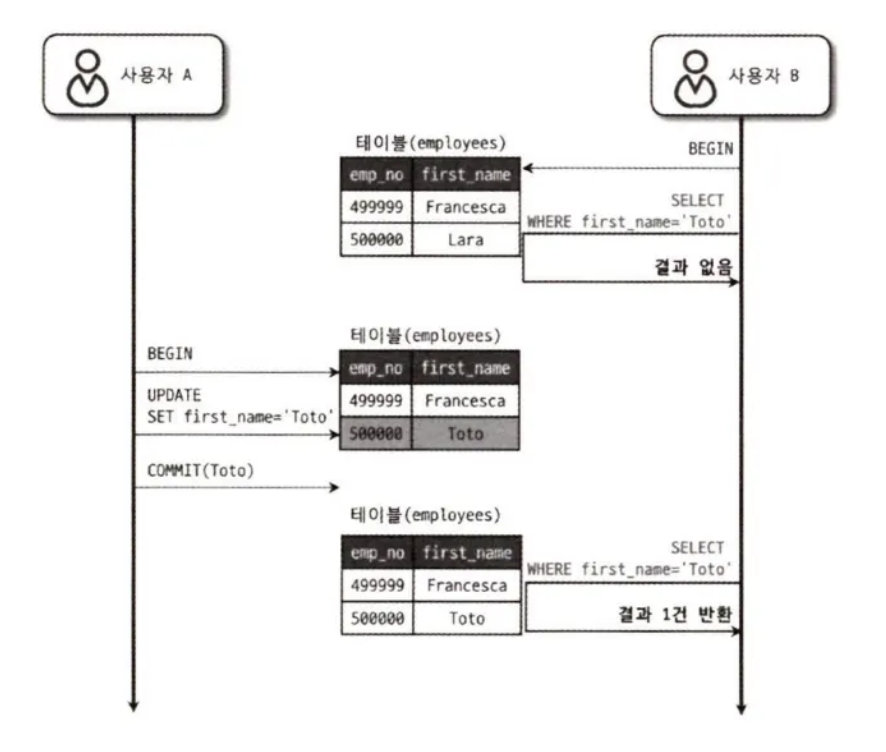 사용자 A
사용자 B
테이블(employees)
BEGIN
emp_no first_name
499999 Francesca
500000 Lara
SELECT
WHERE first_name='Toto'
결과 없음
테이블(employees)
BEGIN
emp_no first_name
UPDATE
SET first_name='Toto'
499999 Francesca
500000 Toto
COMMIT(Toto)
테이블(employees)
emp_no first_name
499999 Francesca
500000 Toto
SELECT
WHERE first_name='Toto'
결과 1건 반환